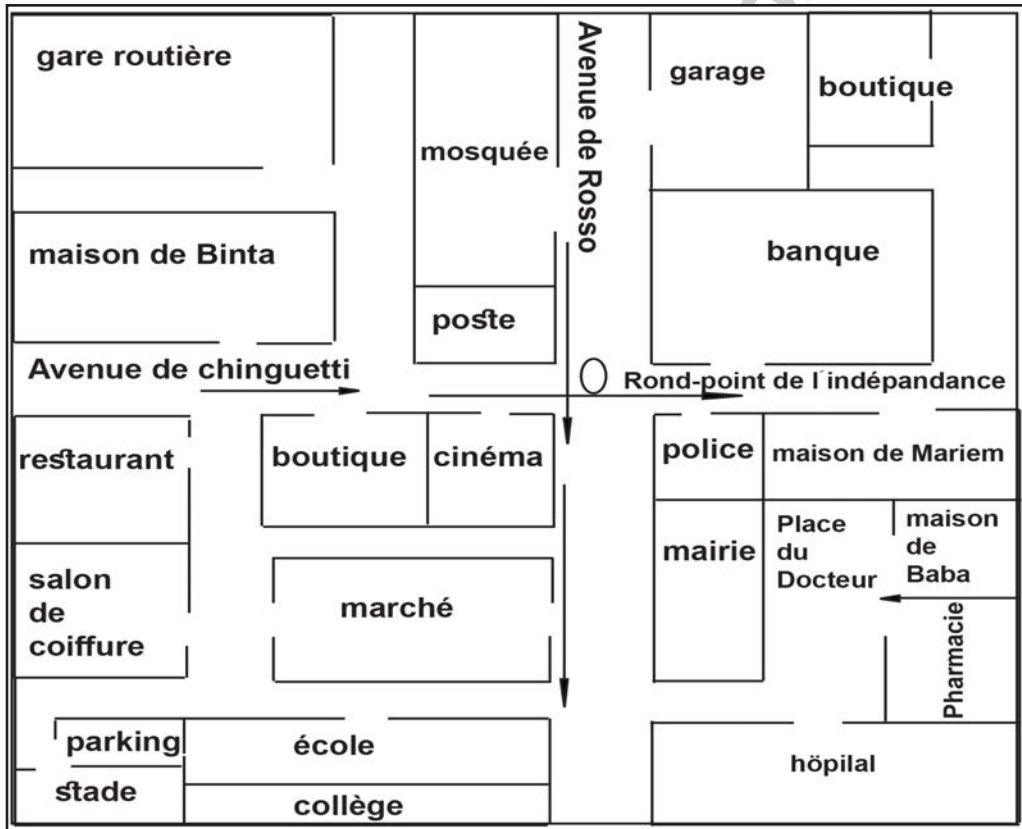 gare routière
mosquée
Avenue de Rosso
garage
boutique
maison de Binta
banque
poste
Avenue de chinguetti
Rond-point de l´indépandance
restaurant
boutique
cinéma
police
maison de Mariem
salon
de
coiffure
marché
mairie
Place
du
Docteur
maison
de
Baba
Pharmacie
parking
école
stade
collège
höpilal